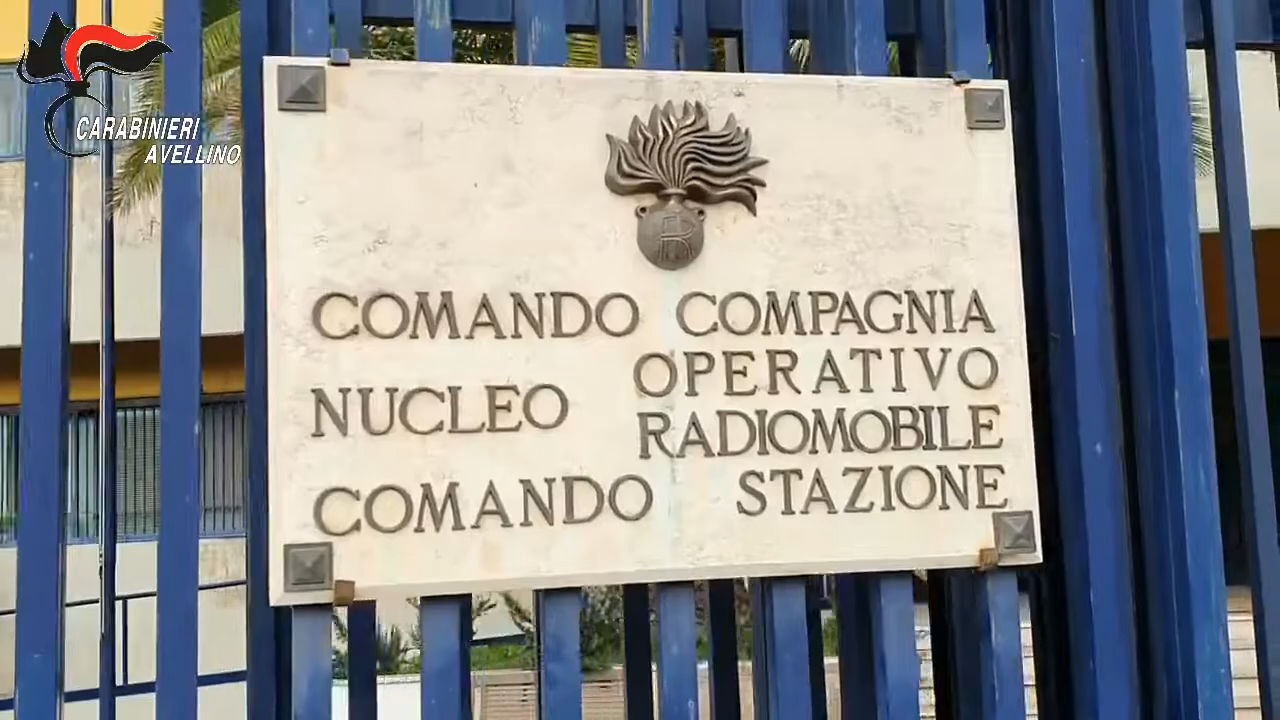 CARABINIERI
AVELLINO
COMANDO COMPAGNIA
NUCLEO OPERATIVO
RADIOMOBILE
COMANDO STAZIONE